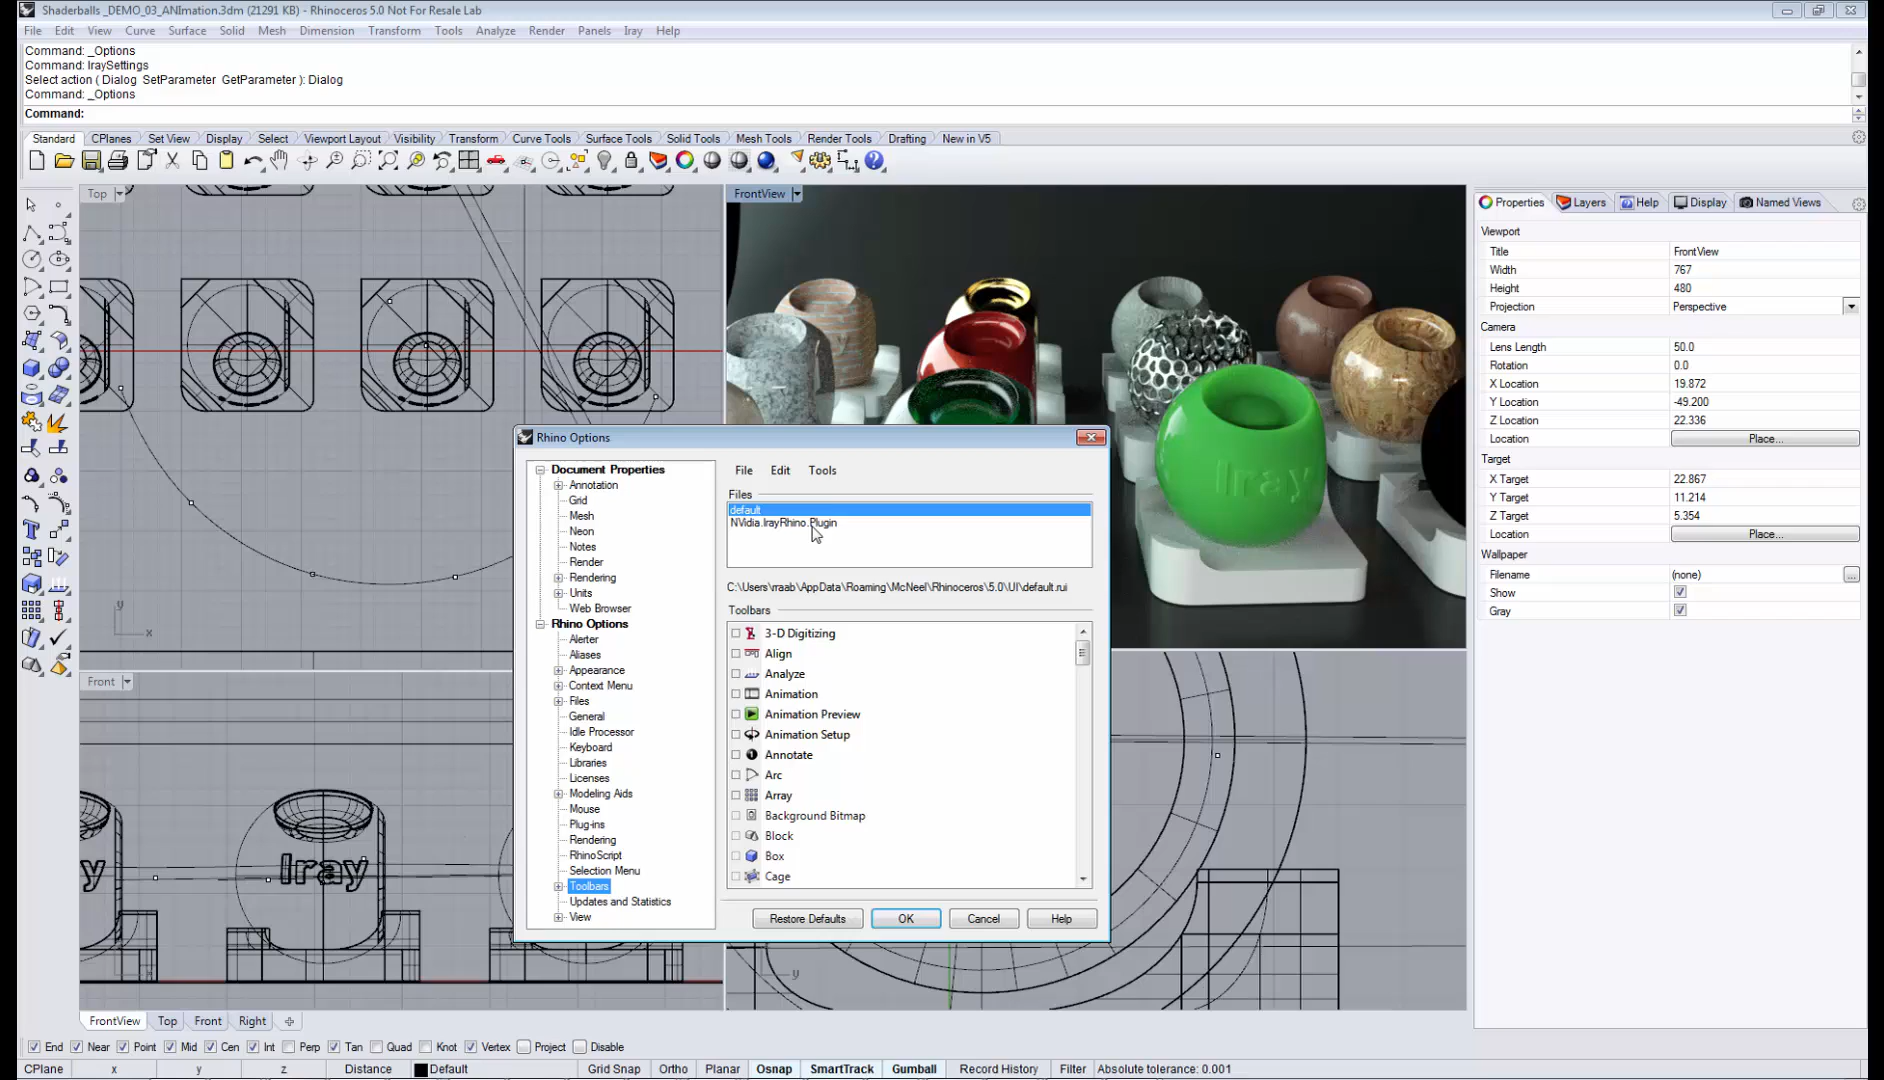 Shaderballs _DEMO_03_ANImation.3dm (21291 KB) - Rhinoceros 5.0 Not For Resale Lab
File Edit View Curve Surface Solid Mesh Dimension Transform Tools Analyze Render Panels Iray Help
Command: _Options
Command: IraySettings
Select action ( Dialog SetParameter GetParameter ): Dialog
Command: _Options
Command:
Standard CPlanes Set View Display Select Viewport Layout Visibility Transform Curve Tools Surface Tools Solid Tools Mesh Tools Render Tools Drafting New in V5
Top
FrontView
Iray
y
x
Front
Iray
y
y
Rhino Options
Document Properties
Annotation
Grid
Mesh
Neon
Notes
Render
Rendering
Units
Web Browser
Rhino Options
Alerter
Aliases
Appearance
Context Menu
Files
General
Idle Processor
Keyboard
Libraries
Licenses
Modeling Aids
Mouse
Plug-ins
Rendering
RhinoScript
Selection Menu
Toolbars
Updates and Statistics
View
File Edit Tools
Files
default
NVidia.IrayRhino.Plugin
C:\Users\rraab\AppData\Roaming\McNeel\Rhinoceros\5.0\UI\default.rui
Toolbars
3-D Digitizing
Align
Analyze
Animation
Animation Preview
Animation Setup
Annotate
Arc
Array
Background Bitmap
Block
Box
Cage
Restore Defaults OK Cancel Help
Properties Layers Help Display Named Views
Viewport
Title FrontView
Width 767
Height 480
Projection Perspective
Camera
Lens Length 50.0
Rotation 0.0
X Location 19.872
Y Location -49.200
Z Location 22.336
Location Place...
Target
X Target 22.867
Y Target 11.214
Z Target 5.354
Location Place...
Wallpaper
Filename (none) ...
Show
Gray
FrontView Top Front Right
End Near Point Mid Cen Int Perp Tan Quad Knot Vertex Project Disable
CPlane x y z Distance Default Grid Snap Ortho Planar Osnap SmartTrack Gumball Record History Filter Absolute tolerance: 0.001